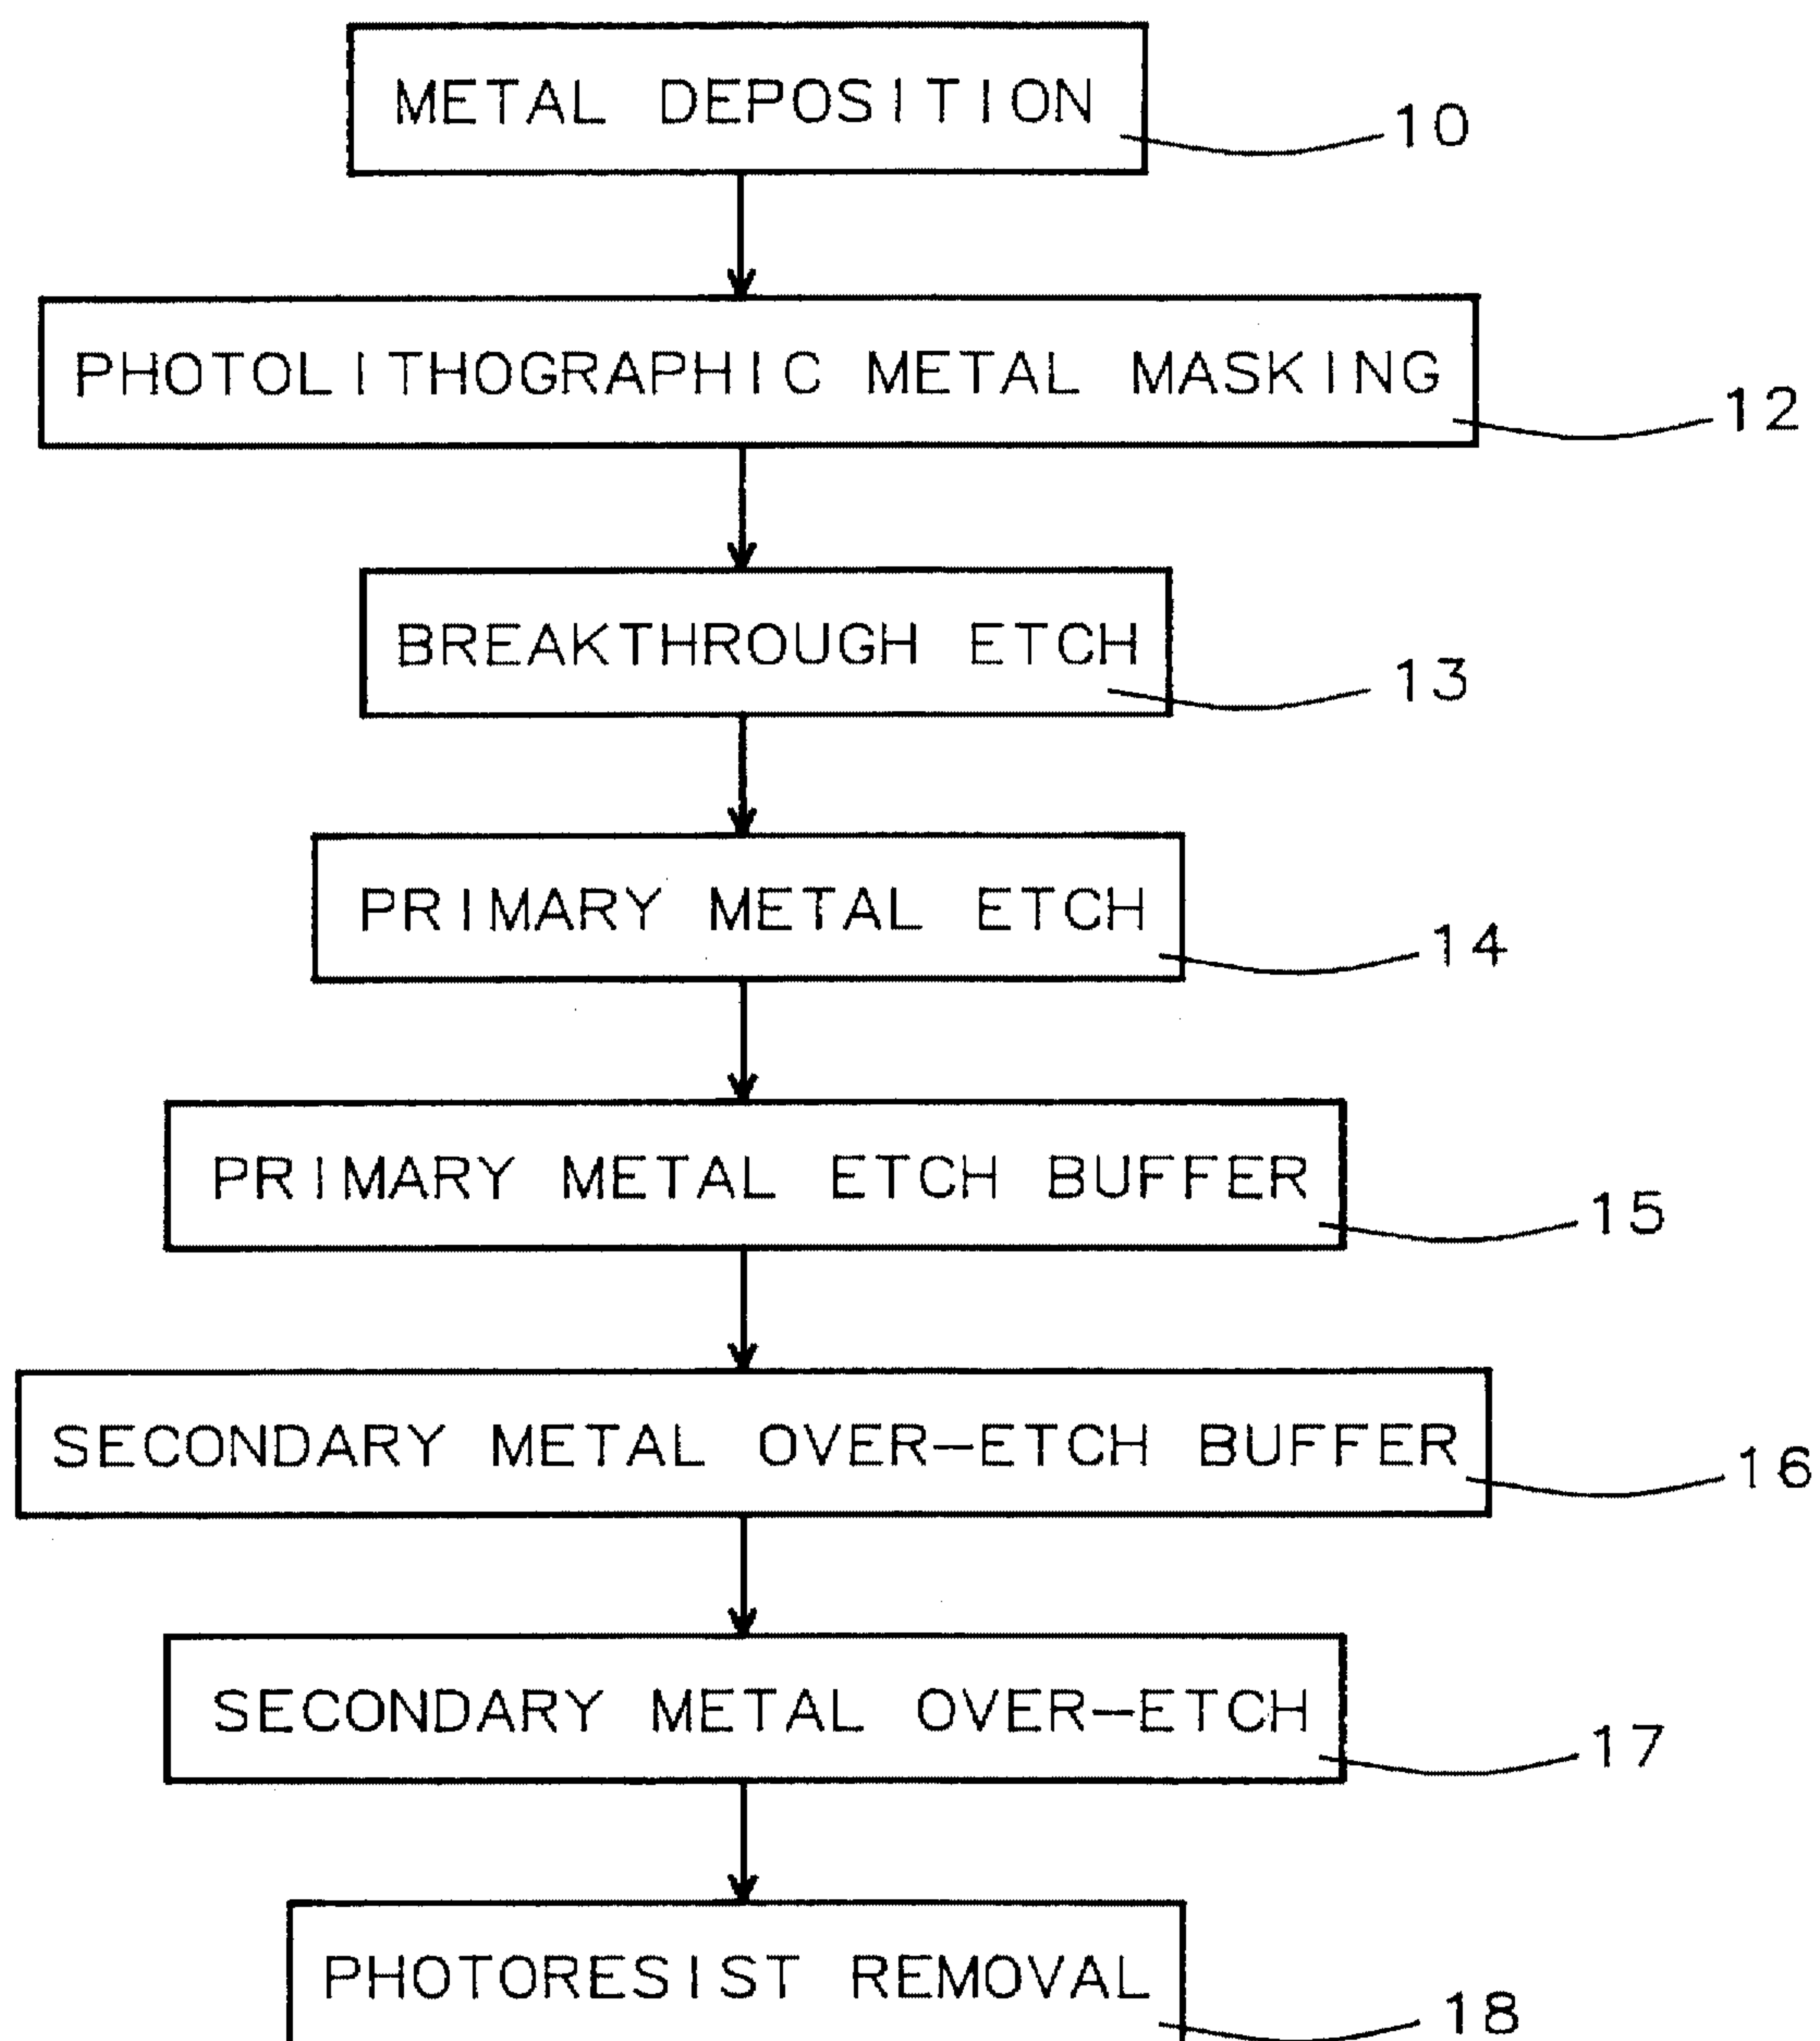 METAL DEPOSITION
10
PHOTOLITHOGRAPHIC METAL MASKING
12
BREAKTHROUGH ETCH
13
PRIMARY METAL ETCH
14
PRIMARY METAL ETCH BUFFER
15
SECONDARY METAL OVER-ETCH BUFFER
16
SECONDARY METAL OVER-ETCH
17
PHOTORESIST REMOVAL
18